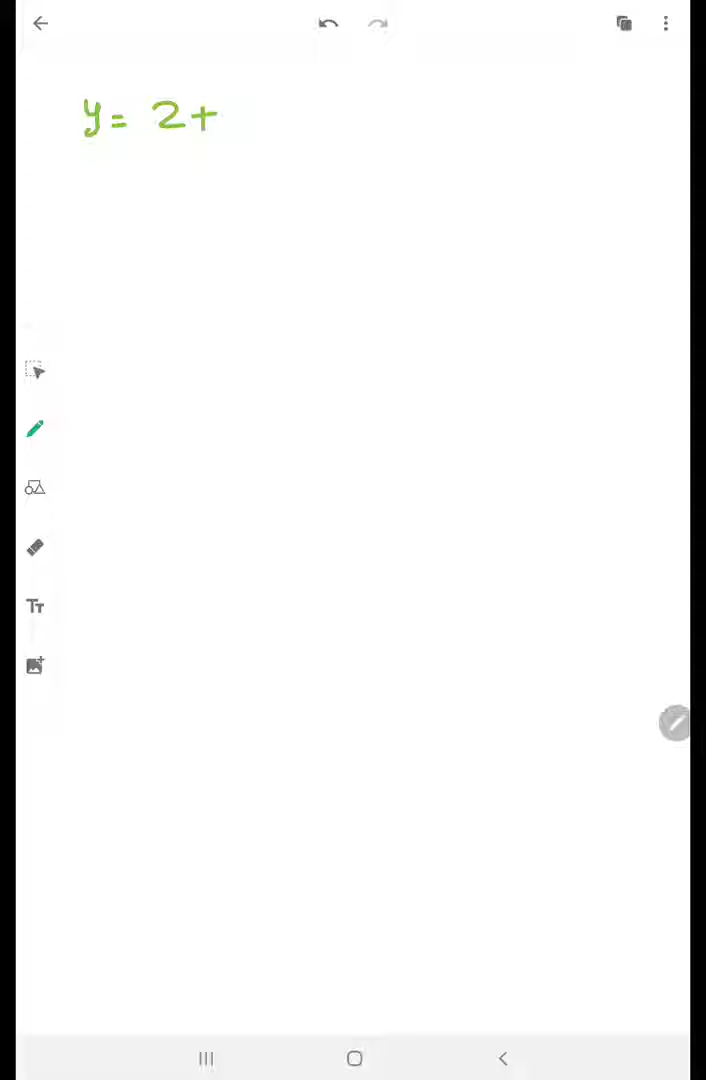 y = 2 +